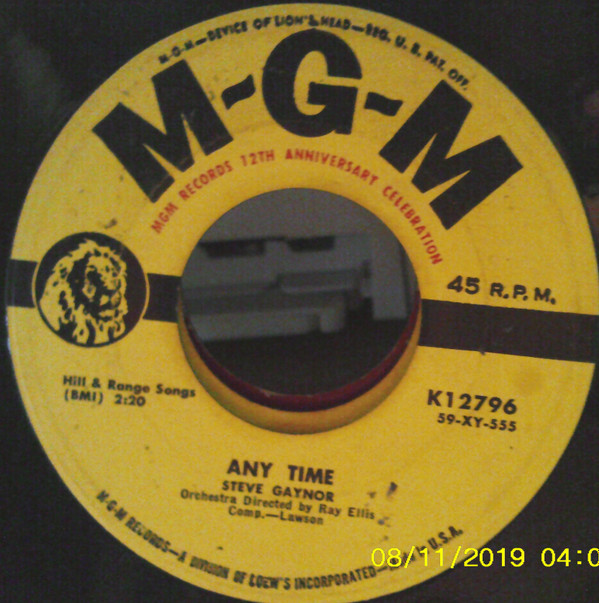 M-G-M—DEVICE OF LION'S HEAD—REG. U. S. PAT. OFF.
M-G-M
MGM RECORDS 12TH ANNIVERSARY CELEBRATION
45 R.P.M.
Hill & Range Songs
(BMI) 2:20
K12796
59-XY-555
ANY TIME
STEVE GAYNOR
Orchestra Directed by Ray Ellis
Comp.—Lawson
M-G-M RECORDS—A DIVISION OF LOEW'S INCORPORATED— U.S.A.
08/11/2019 04:0